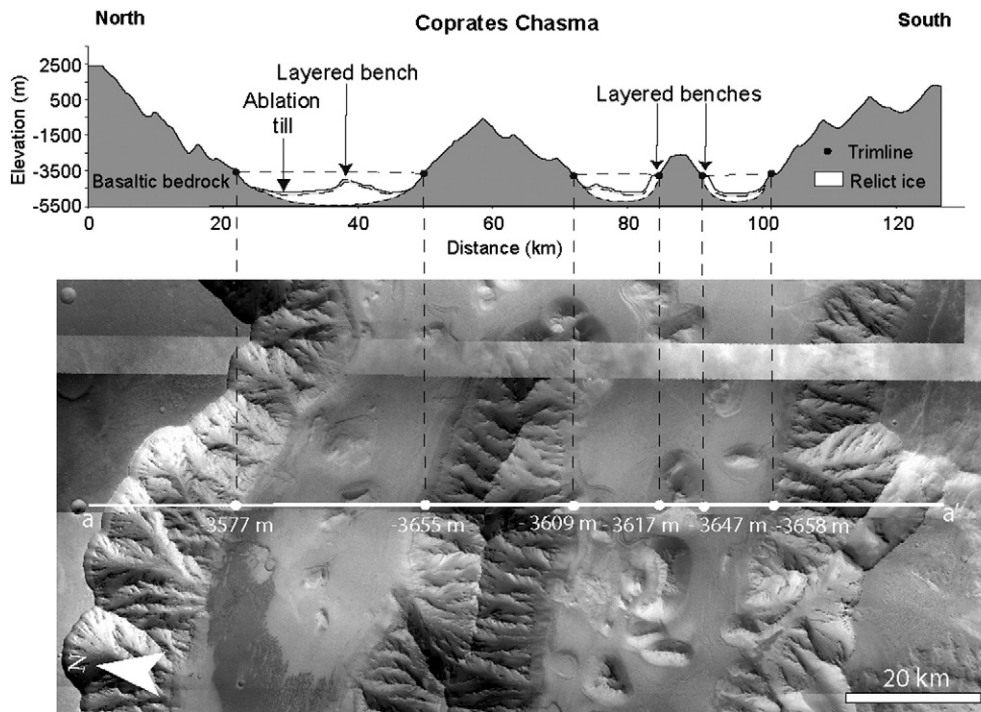 North
Coprates Chasma
South
Elevation (m)
2500
500
-1500
-3500
-5500
Layered bench
Ablation
till
Layered benches
Basaltic bedrock
Trimline
Relict ice
0
20
40
60
80
100
120
Distance (km)
a
a'
- 3577 m
-3655 m
- 3609 m
- 3617 m
- 3647 m
-3658 m
N
20 km